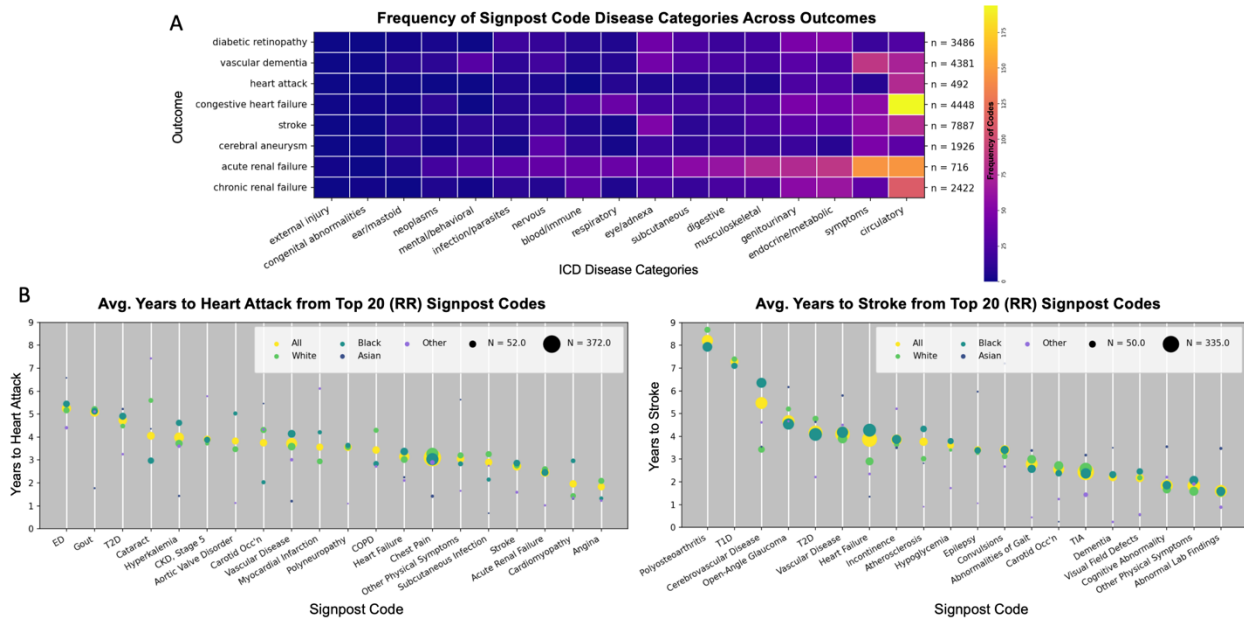 A
Frequency of Signpost Code Disease Categories Across Outcomes
Outcome
diabetic retinopathy
vascular dementia
heart attack
congestive heart failure
stroke
cerebral aneurysm
acute renal failure
chronic renal failure
n = 3486
n = 4381
n = 492
n = 4448
n = 7887
n = 1926
n = 716
n = 2422
external injury
congenital abnormalities
ear/mastoid
neoplasms
mental/behavioral
infection/parasites
nervous
blood/immune
respiratory
eye/adnexa
subcutaneous
digestive
musculoskeletal
genitourinary
endocrine/metabolic
symptoms
circulatory
ICD Disease Categories
Frequency of Codes
175
150
125
100
75
50
25
0
B
Avg. Years to Heart Attack from Top 20 (RR) Signpost Codes
All
White
Black
Asian
Other
N = 52.0
N = 372.0
Years to Heart Attack
9
8
7
6
5
4
3
2
1
0
ED
Gout
T2D
Cataract
Hyperkalemia
CKD, Stage 5
Aortic Valve Disorder
Carotid Occ'n
Vascular Disease
Myocardial Infarction
Polyneuropathy
COPD
Heart Failure
Chest Pain
Other Physical Symptoms
Subcutaneous Infection
Stroke
Acute Renal Failure
Cardiomyopathy
Angina
Signpost Code
Avg. Years to Stroke from Top 20 (RR) Signpost Codes
All
White
Black
Asian
Other
N = 50.0
N = 335.0
Years to Stroke
9
8
7
6
5
4
3
2
1
0
Polyosteoarthritis
T1D
Cerebrovascular Disease
Open-Angle Glaucoma
T2D
Vascular Disease
Heart Failure
Incontinence
Atherosclerosis
Hypoglycemia
Epilepsy
Convulsions
Abnormalities of Gait
Carotid Occ'n
TIA
Dementia
Visual Field Defects
Cognitive Abnormality
Other Physical Symptoms
Abnormal Lab Findings
Signpost Code